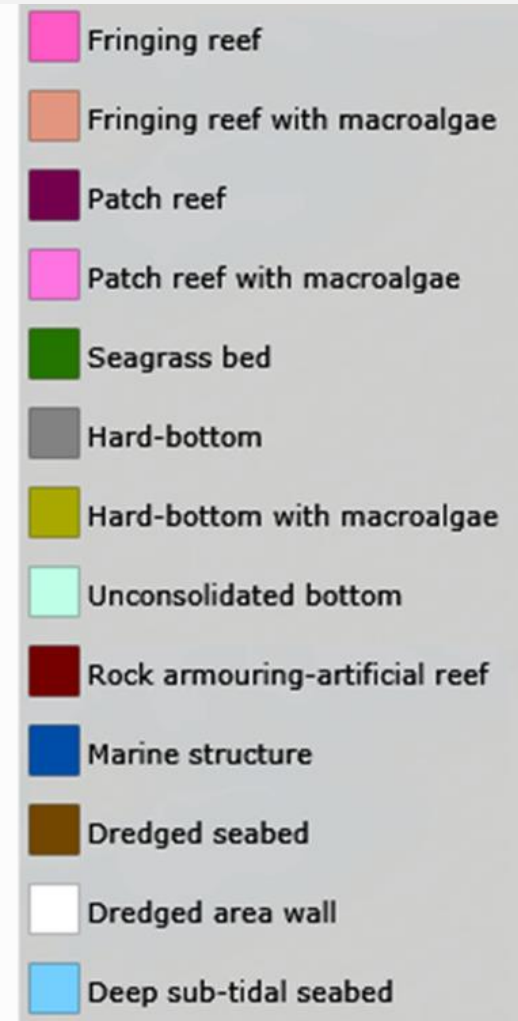 Fringing reef
Fringing reef with macroalgae
Patch reef
Patch reef with macroalgae
Seagrass bed
Hard-bottom
Hard-bottom with macroalgae
Unconsolidated bottom
Rock armouring-artificial reef
Marine structure
Dredged seabed
Dredged area wall
Deep sub-tidal seabed